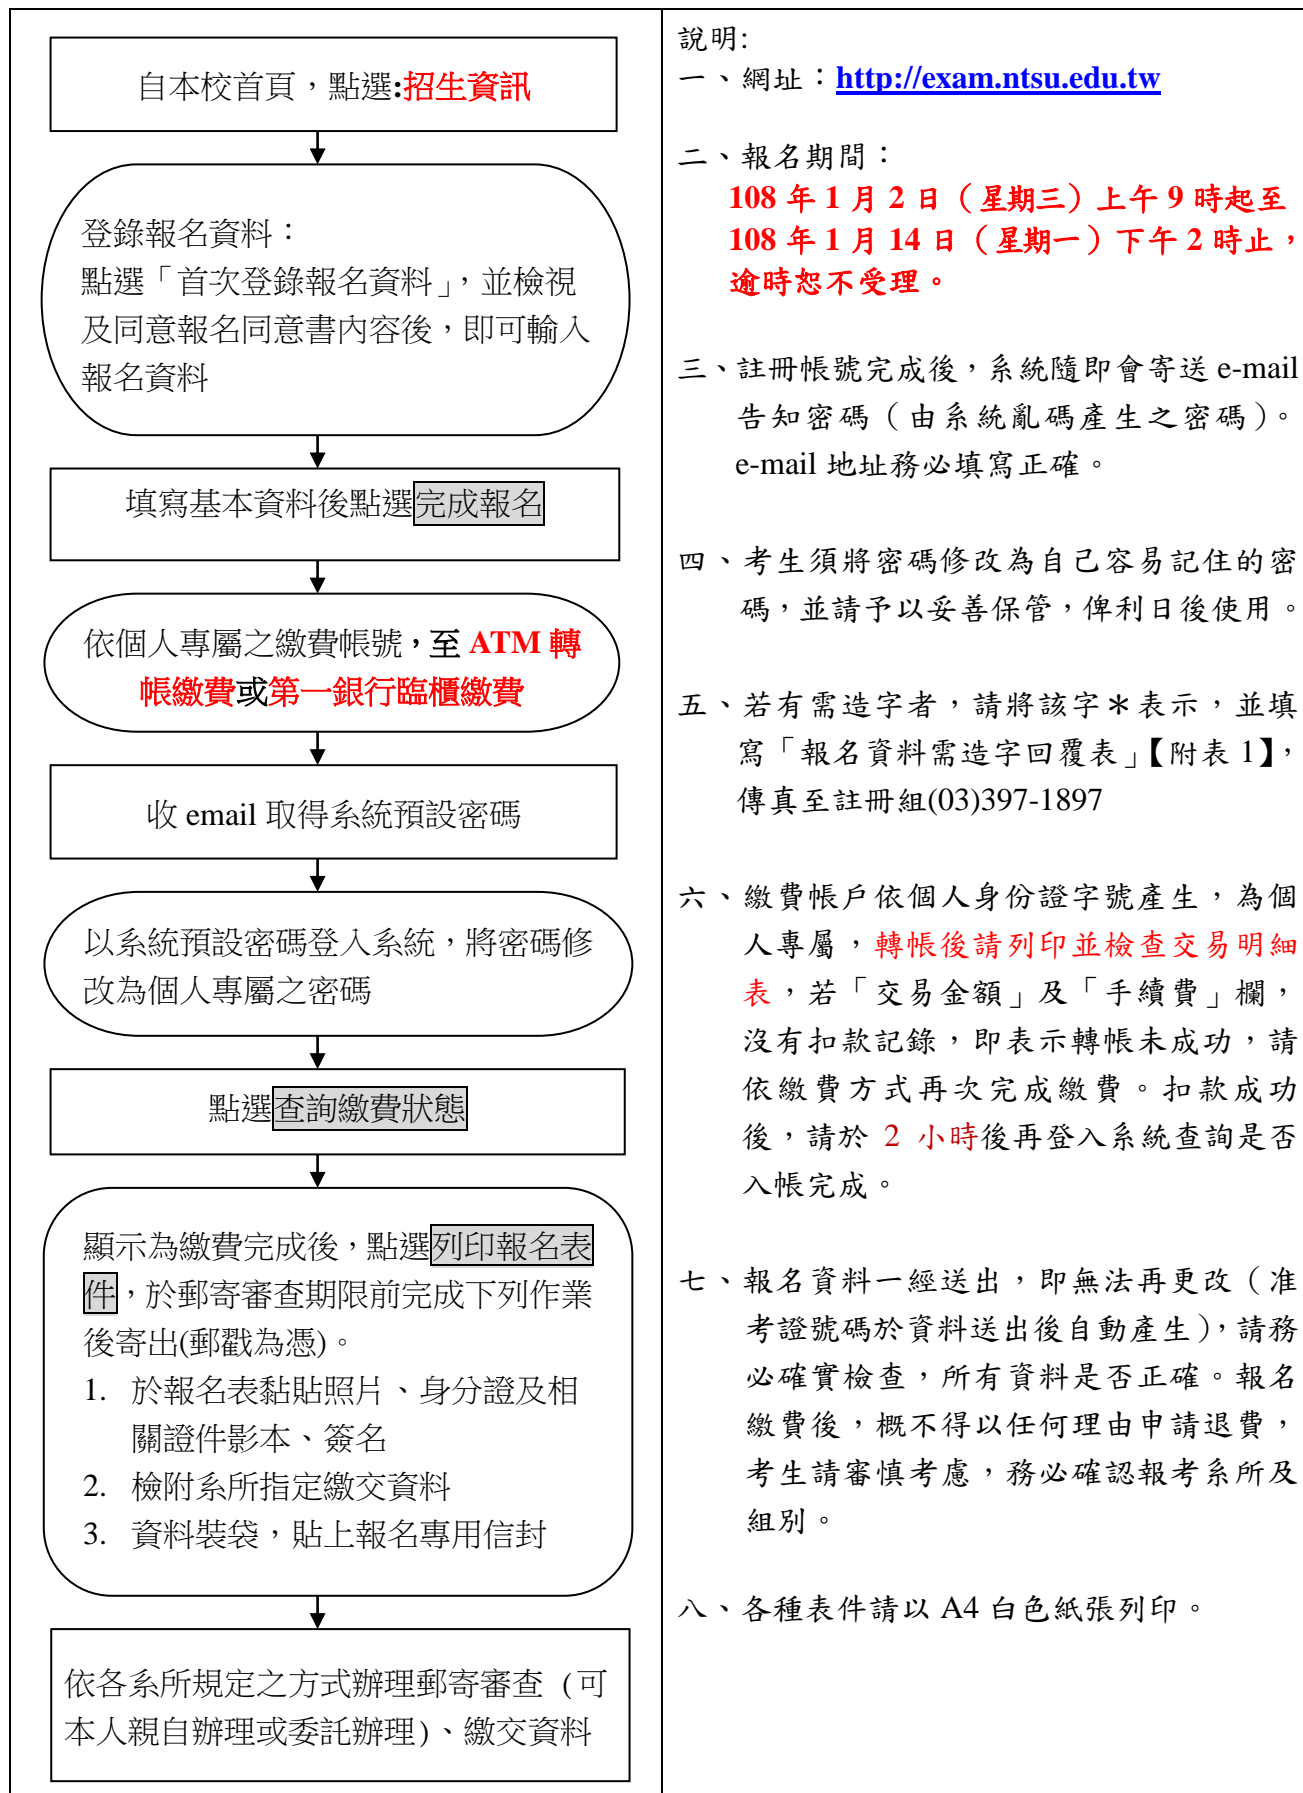 自本校首頁，點選:招生資訊
登錄報名資料：
點選「首次登錄報名資料」，並檢視
及同意報名同意書內容後，即可輸入
報名資料
填寫基本資料後點選完成報名
依個人專屬之繳費帳號，至 ATM 轉
帳繳費或第一銀行臨櫃繳費
收 email 取得系統預設密碼
以系統預設密碼登入系統，將密碼修
改為個人專屬之密碼
點選查詢繳費狀態
顯示為繳費完成後，點選列印報名表
件，於郵寄審查期限前完成下列作業
後寄出(郵戳為憑)。
1. 於報名表黏貼照片、身分證及相
關證件影本、簽名
2. 檢附系所指定繳交資料
3. 資料裝袋，貼上報名專用信封
依各系所規定之方式辦理郵寄審查 (可
本人親自辦理或委託辦理)、繳交資料
說明:
一、網址：http://exam.ntsu.edu.tw
二、報名期間：
108 年 1 月 2 日（星期三）上午 9 時起至
108 年 1 月 14 日（星期一）下午 2 時止，
逾時恕不受理。
三、註冊帳號完成後，系統隨即會寄送 e-mail
告知密碼（由系統亂碼產生之密碼）。
e-mail 地址務必填寫正確。
四、考生須將密碼修改為自己容易記住的密
碼，並請予以妥善保管，俾利日後使用。
五、若有需造字者，請將該字＊表示，並填
寫「報名資料需造字回覆表」【附表 1】，
傳真至註冊組(03)397-1897
六、繳費帳戶依個人身份證字號產生，為個
人專屬，轉帳後請列印並檢查交易明細
表，若「交易金額」及「手續費」欄，
沒有扣款記錄，即表示轉帳未成功，請
依繳費方式再次完成繳費。扣款成功
後，請於 2 小時後再登入系統查詢是否
入帳完成。
七、報名資料一經送出，即無法再更改（准
考證號碼於資料送出後自動產生），請務
必確實檢查，所有資料是否正確。報名
繳費後，概不得以任何理由申請退費，
考生請審慎考慮，務必確認報考系所及
組別。
八、各種表件請以 A4 白色紙張列印。